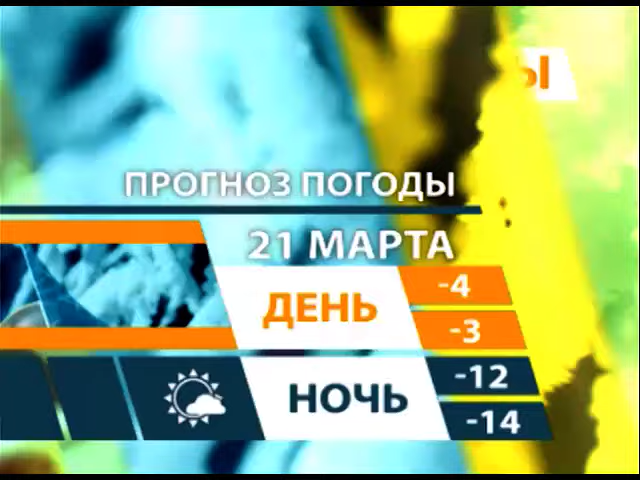 Ы
ПРОГНОЗ ПОГОДЫ
21 МАРТА
ДЕНЬ
-4
-3
НОЧЬ
-12
-14